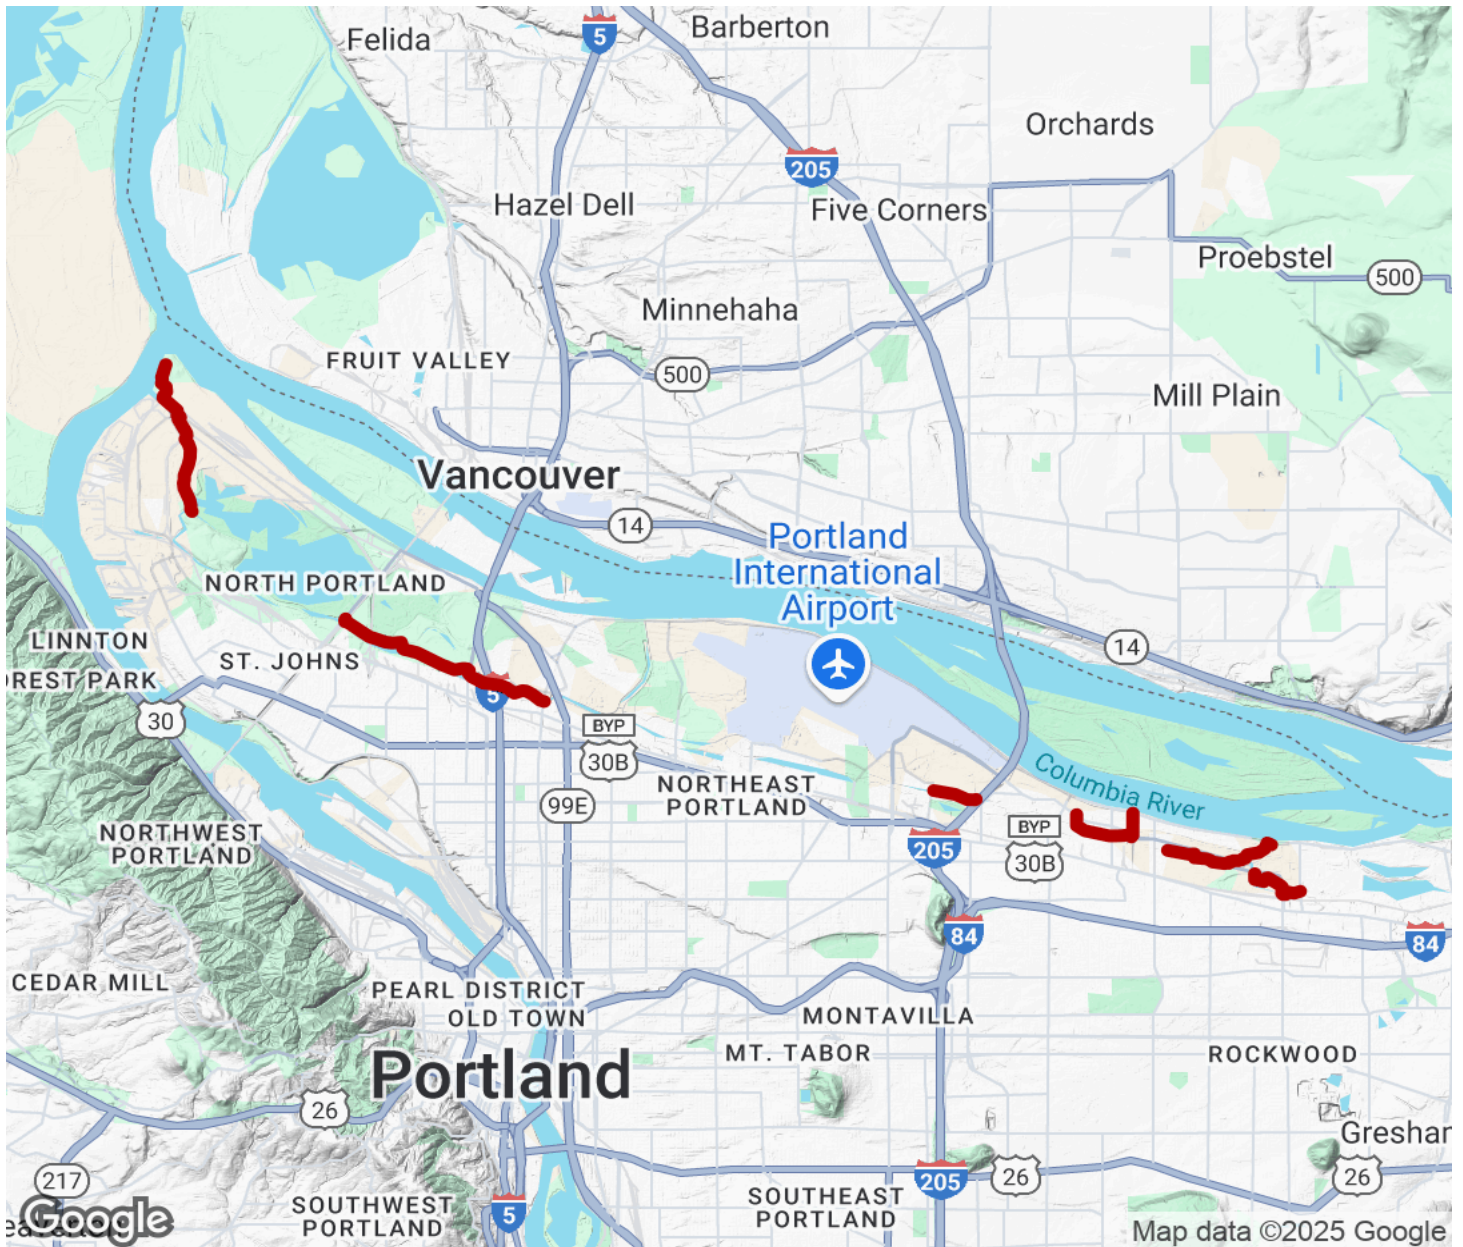 Felida
5
Barberton
Orchards
205
Hazel Dell
Five Corners
Proebstel
500
Minnehaha
FRUIT VALLEY
500
Mill Plain
Vancouver
14
Portland
International
Airport
NORTH PORTLAND
LINNTON
ST. JOHNS
REST PARK
14
30
5
BYP
30B
NORTHEAST
PORTLAND
99E
Columbia River
BYP
30B
205
NORTHWEST
PORTLAND
84
84
CEDAR MILL
PEARL DISTRICT
OLD TOWN
MONTAVILLA
MT. TABOR
ROCKWOOD
Portland
26
Gresha
217
205
26
26
SOUTHWEST
PORTLAND
5
SOUTHEAST
PORTLAND
Google
Map data ©2025 Google